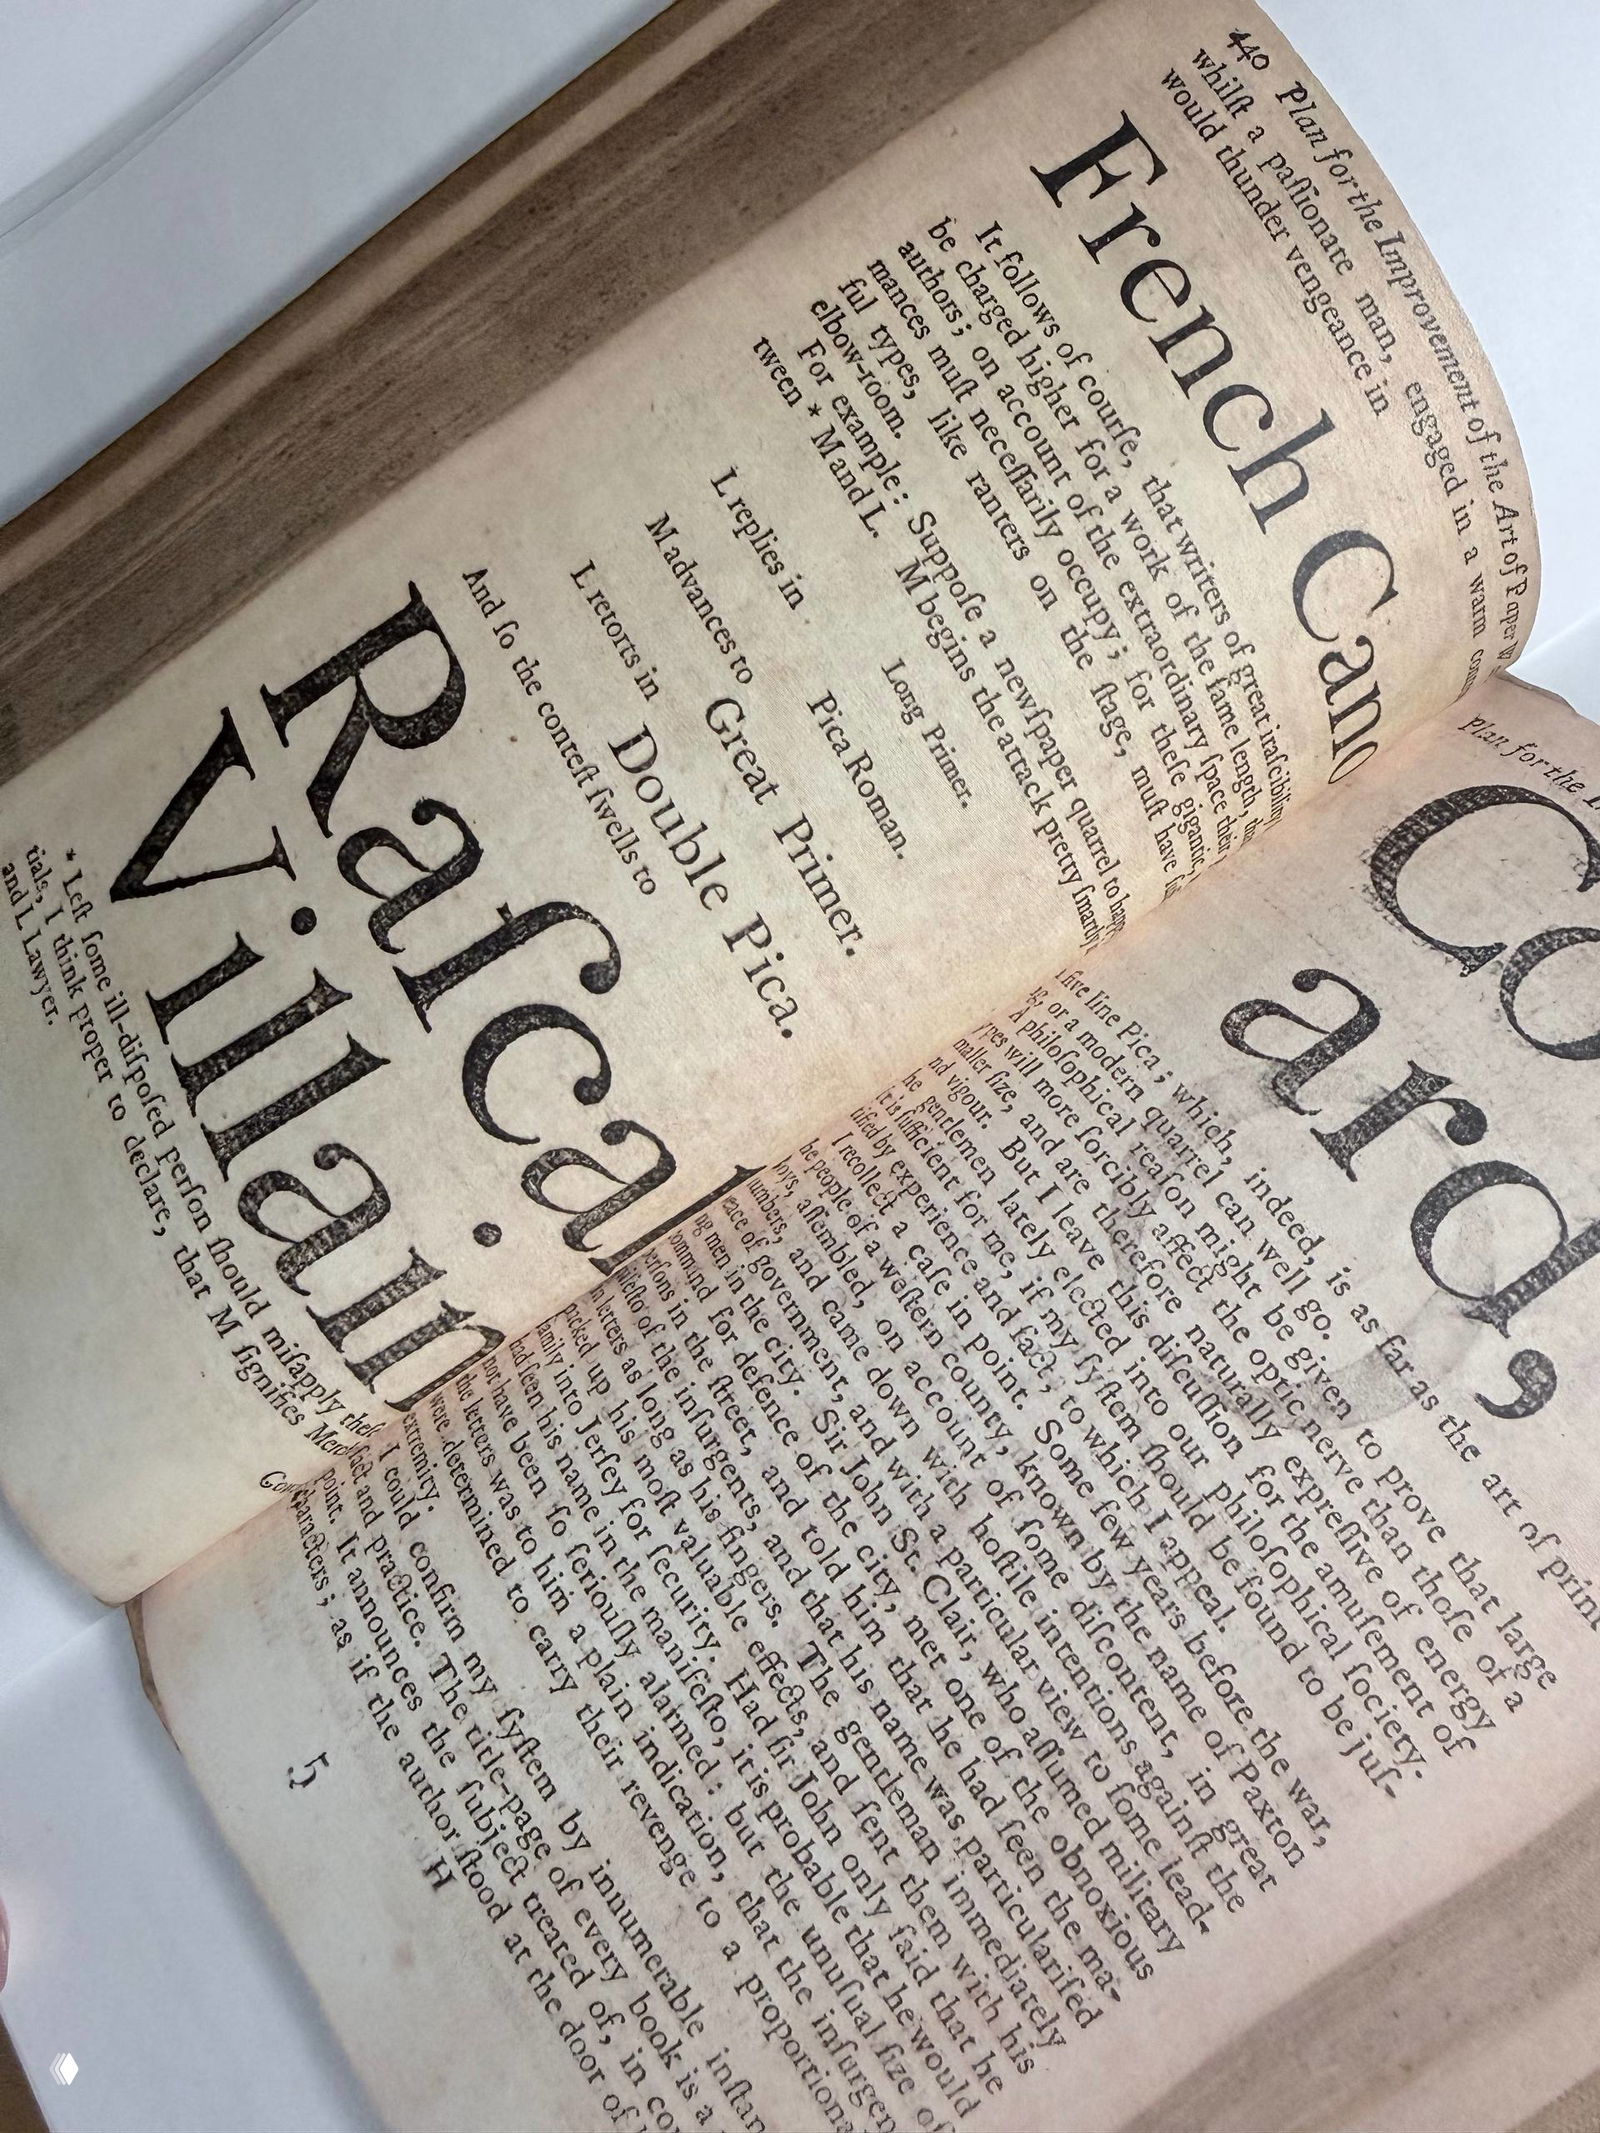 440 Plan for the Improvement of the Art of Paper
whilſt a paſſionate man, engaged in a warm
would thunder vengeance in
French Cano
It follows of courſe, that writers of great iraſcibility
be charged higher for a work of the ſame length,
authors; on account of the extraordinary ſpace their
mances muſt neceſſarily occupy; for theſe gigantic,
ful types, like ranters on the ſtage, muſt have
elbow-room.
For example: Suppoſe a newſpaper quarrel to
tween * M and L. M begins the attack pretty ſmartly
Long Primer.
L replies in
Pica Roman.
M advances to
Great Primer.
L retorts in
Double Pica.
And ſo the conteſt ſwells to
Raſcal
Villain
* Leſt ſome ill-diſpoſed perſon ſhould miſapply theſe
tials, I think proper to declare, that M ſignifies
and L Lawyer.
Plan for the
Co
ard,
five line Pica; which, indeed, is as far as the art of print
or a modern quarrel can well go.
A philoſophical reaſon might be given to prove that large
types will more forcibly affect the optic nerve than thoſe of a
maller ſize, and are therefore naturally expreſſive of energy
nd vigour. But I leave this diſcuſſion for the amuſement of
he gentlemen lately elected into our philoſophical ſociety.
It is ſufficient for me, if my ſyſtem ſhould be found to be juſ-
tified by experience and fact, to which I appeal.
I recollect a caſe in point. Some few years before the war,
he people of a weſtern county, known by the name of Paxton
Boys, aſſembled, on account of ſome diſcontent, in great
umbers, and came down with hoſtile intentions againſt the
eace of government, and with a particular view to ſome lead-
ng men in the city. Sir John St. Clair, who aſſumed military
ommand for defence of the city, met one of the obnoxious
perſons in the ſtreet, and told him that he had ſeen the ma-
nifeſto of the inſurgents, and that his name was particulariſed
in letters as long as his fingers. The gentleman immediately
picked up his moſt valuable effects, and ſent them with his
family into Jerſey for ſecurity. Had ſir John only ſaid that he
had ſeen his name in the manifeſto, it is probable that he would
not have been ſo ſeriouſly alarmed: but the unuſual ſize of
the letters was to him a plain indication, that the inſurgen
were determined to carry their revenge to a proportiona
extremity.
I could confirm my ſyſtem by innumerable inſtan
fact and practice. The title-page of every book is a
point. It announces the ſubject treated of, in co
characters; as if the author ſtood at the door of
5
H